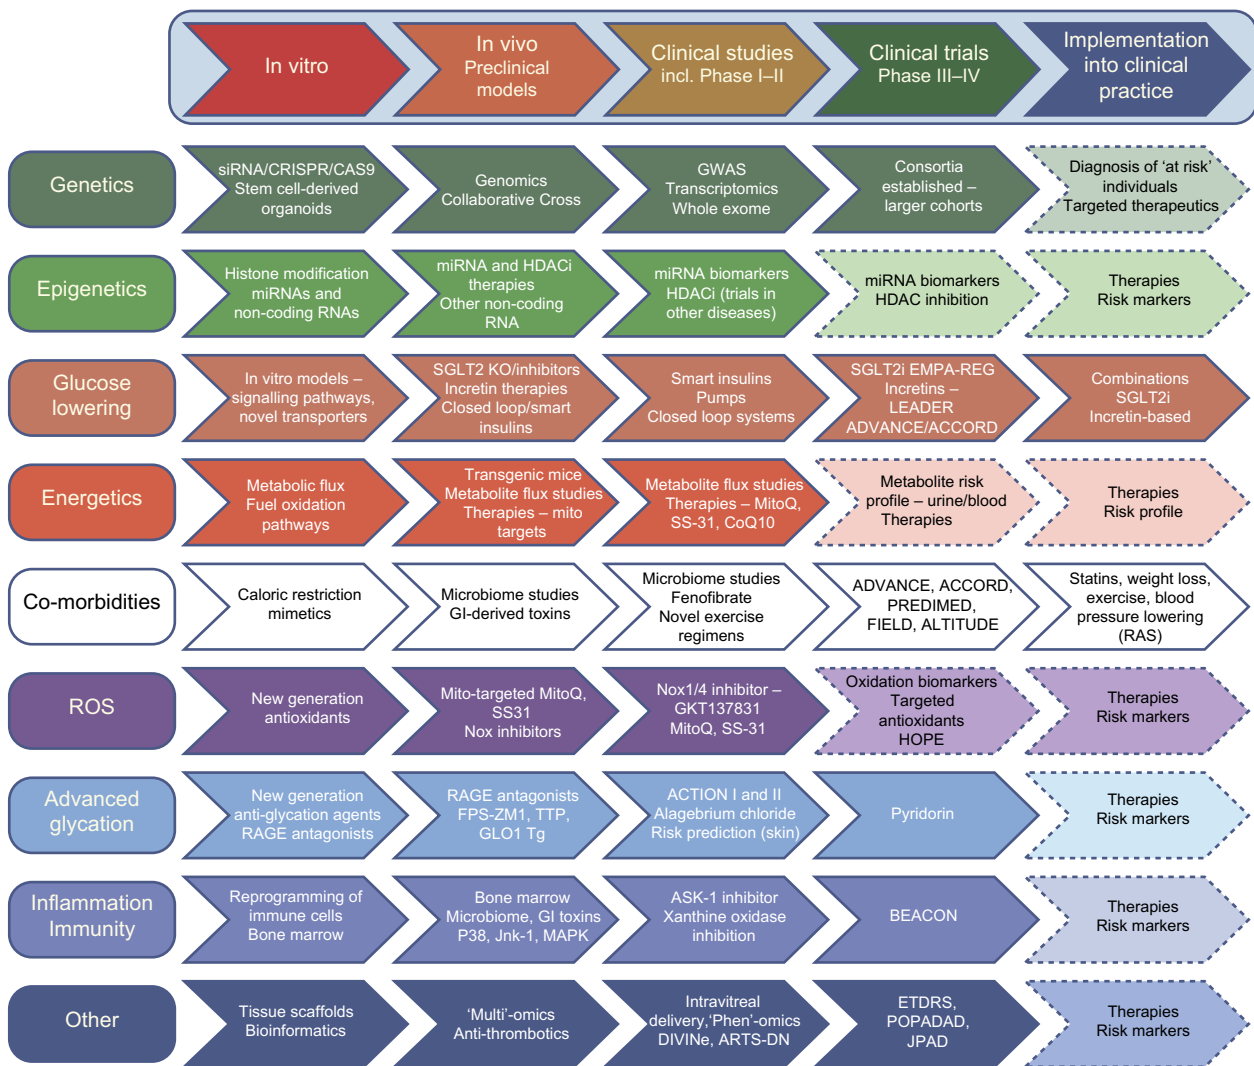 In vitro
In vivo
Preclinical
models
Clinical studies
incl. Phase I–II
Clinical trials
Phase III–IV
Implementation
into clinical
practice
Genetics
siRNA/CRISPR/CAS9
Stem cell-derived
organoids
Genomics
Collaborative Cross
GWAS
Transcriptomics
Whole exome
Consortia
established –
larger cohorts
Diagnosis of ‘at risk’
individuals
Targeted therapeutics
Epigenetics
Histone modification
miRNAs and
non-coding RNAs
miRNA and HDACi
therapies
Other non-coding
RNA
miRNA biomarkers
HDACi (trials in
other diseases)
miRNA biomarkers
HDAC inhibition
Therapies
Risk markers
Glucose
lowering
In vitro models –
signalling pathways,
novel transporters
SGLT2 KO/inhibitors
Incretin therapies
Closed loop/smart
insulins
Smart insulins
Pumps
Closed loop systems
SGLT2i EMPA-REG
Incretins –
LEADER
ADVANCE/ACCORD
Combinations
SGLT2i
Incretin-based
Energetics
Metabolic flux
Fuel oxidation
pathways
Transgenic mice
Metabolite flux studies
Therapies – mito
targets
Metabolite flux studies
Therapies – MitoQ,
SS-31, CoQ10
Metabolite risk
profile – urine/blood
Therapies
Therapies
Risk profile
Co-morbidities
Caloric restriction
mimetics
Microbiome studies
GI-derived toxins
Microbiome studies
Fenofibrate
Novel exercise
regimens
ADVANCE, ACCORD,
PREDIMED,
FIELD, ALTITUDE
Statins, weight loss,
exercise, blood
pressure lowering
(RAS)
ROS
New generation
antioxidants
Mito-targeted MitoQ,
SS31
Nox inhibitors
Nox1/4 inhibitor –
GKT137831
MitoQ, SS-31
Oxidation biomarkers
Targeted
antioxidants
HOPE
Therapies
Risk markers
Advanced
glycation
New generation
anti-glycation agents
RAGE antagonists
RAGE antagonists
FPS-ZM1, TTP,
GLO1 Tg
ACTION I and II
Alagebrium chloride
Risk prediction (skin)
Pyridorin
Therapies
Risk markers
Inflammation
Immunity
Reprogramming of
immune cells
Bone marrow
Bone marrow
Microbiome, GI toxins
P38, Jnk-1, MAPK
ASK-1 inhibitor
Xanthine oxidase
inhibition
BEACON
Therapies
Risk markers
Other
Tissue scaffolds
Bioinformatics
‘Multi’-omics
Anti-thrombotics
Intravitreal
delivery,‘Phen’-omics
DIVINe, ARTS-DN
ETDRS,
POPADAD,
JPAD
Therapies
Risk markers